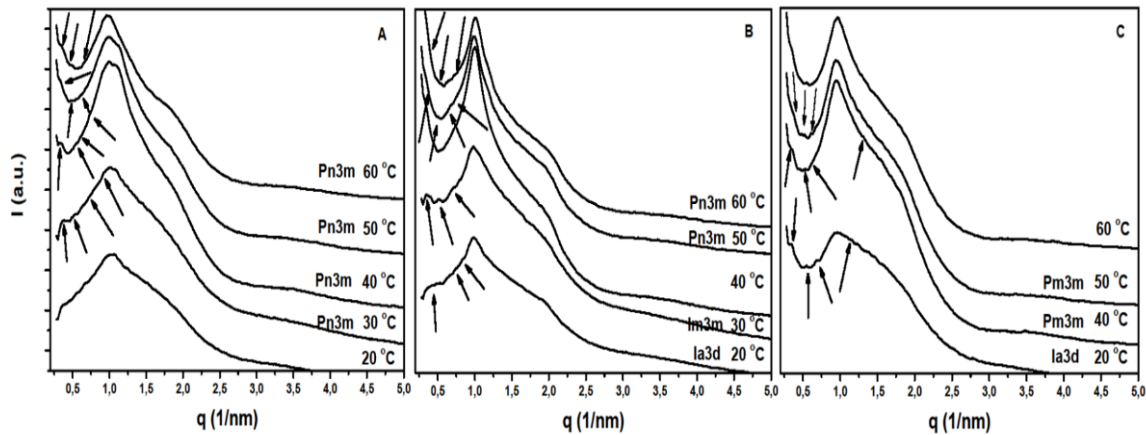 A
B
C
I (a.u.)
Pn3m 60 °C
Pn3m 50 °C
Pn3m 40 °C
Pn3m 30 °C
20 °C
Pn3m 60 °C
Pn3m 50 °C
40 °C
Im3m 30 °C
Ia3d 20 °C
60 °C
Pm3m 50 °C
Pm3m 40 °C
Ia3d 20 °C
0,5 1,0 1,5 2,0 2,5 3,0 3,5 4,0 4,5 5,0
0,5 1,0 1,5 2,0 2,5 3,0 3,5 4,0 4,5 5,0
0,5 1,0 1,5 2,0 2,5 3,0 3,5 4,0 4,5 5,0
q (1/nm)
q (1/nm)
q (1/nm)